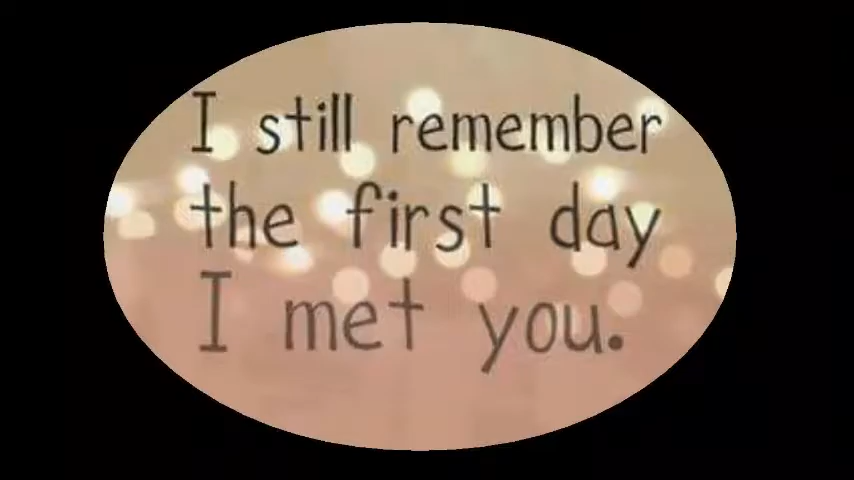 I still remember
the first day
I met you.